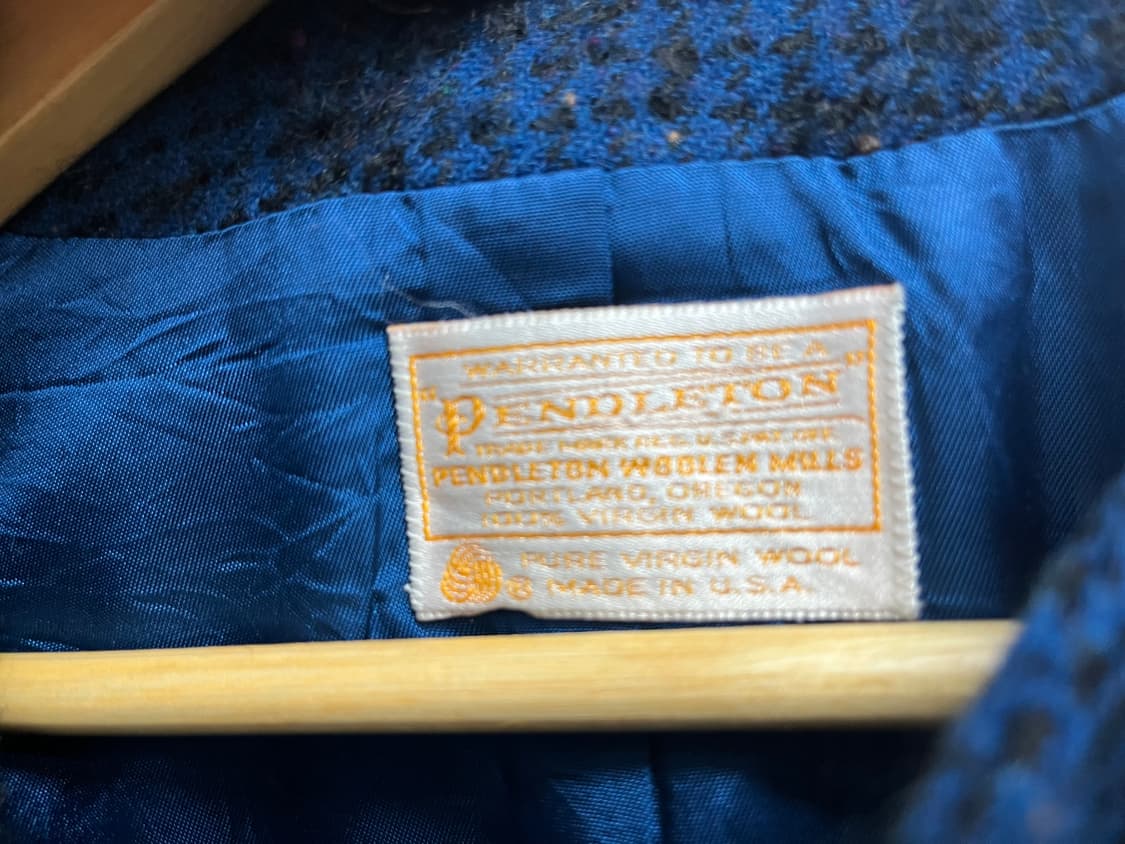 WARRANTED TO BE A
"PENDLETON"
TRADE MARK REG. U.S. PAT. OFF.
PENDLETON WOOLEN MILLS
PORTLAND, OREGON
100% VIRGIN WOOL
PURE VIRGIN WOOL
® MADE IN U.S.A.